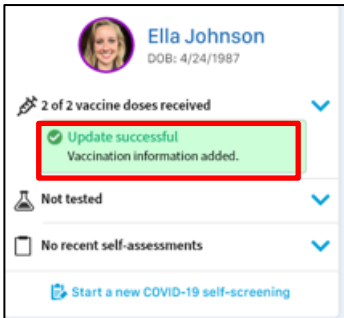 Ella Johnson
DOB: 4/24/1987
2 of 2 vaccine doses received
Update successful
Vaccination information added.
Not tested
No recent self-assessments
Start a new COVID-19 self-screening